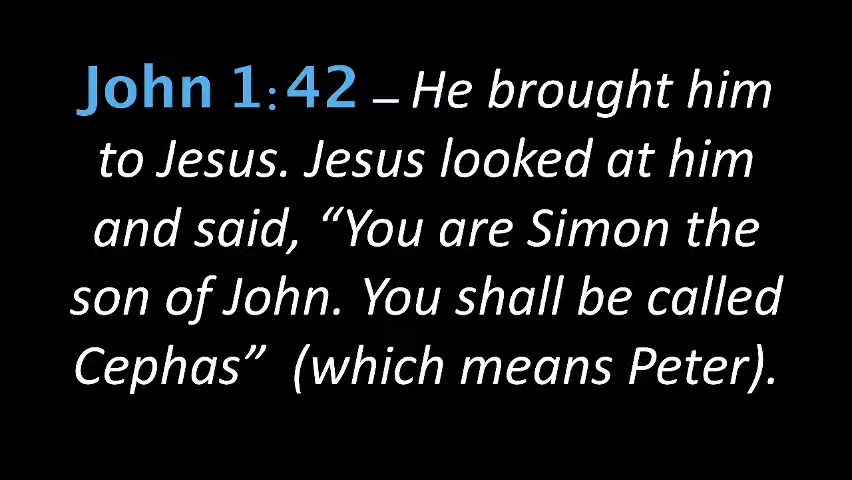 John 1:42 – He brought him
to Jesus. Jesus looked at him
and said, “You are Simon the
son of John. You shall be called
Cephas”  (which means Peter).